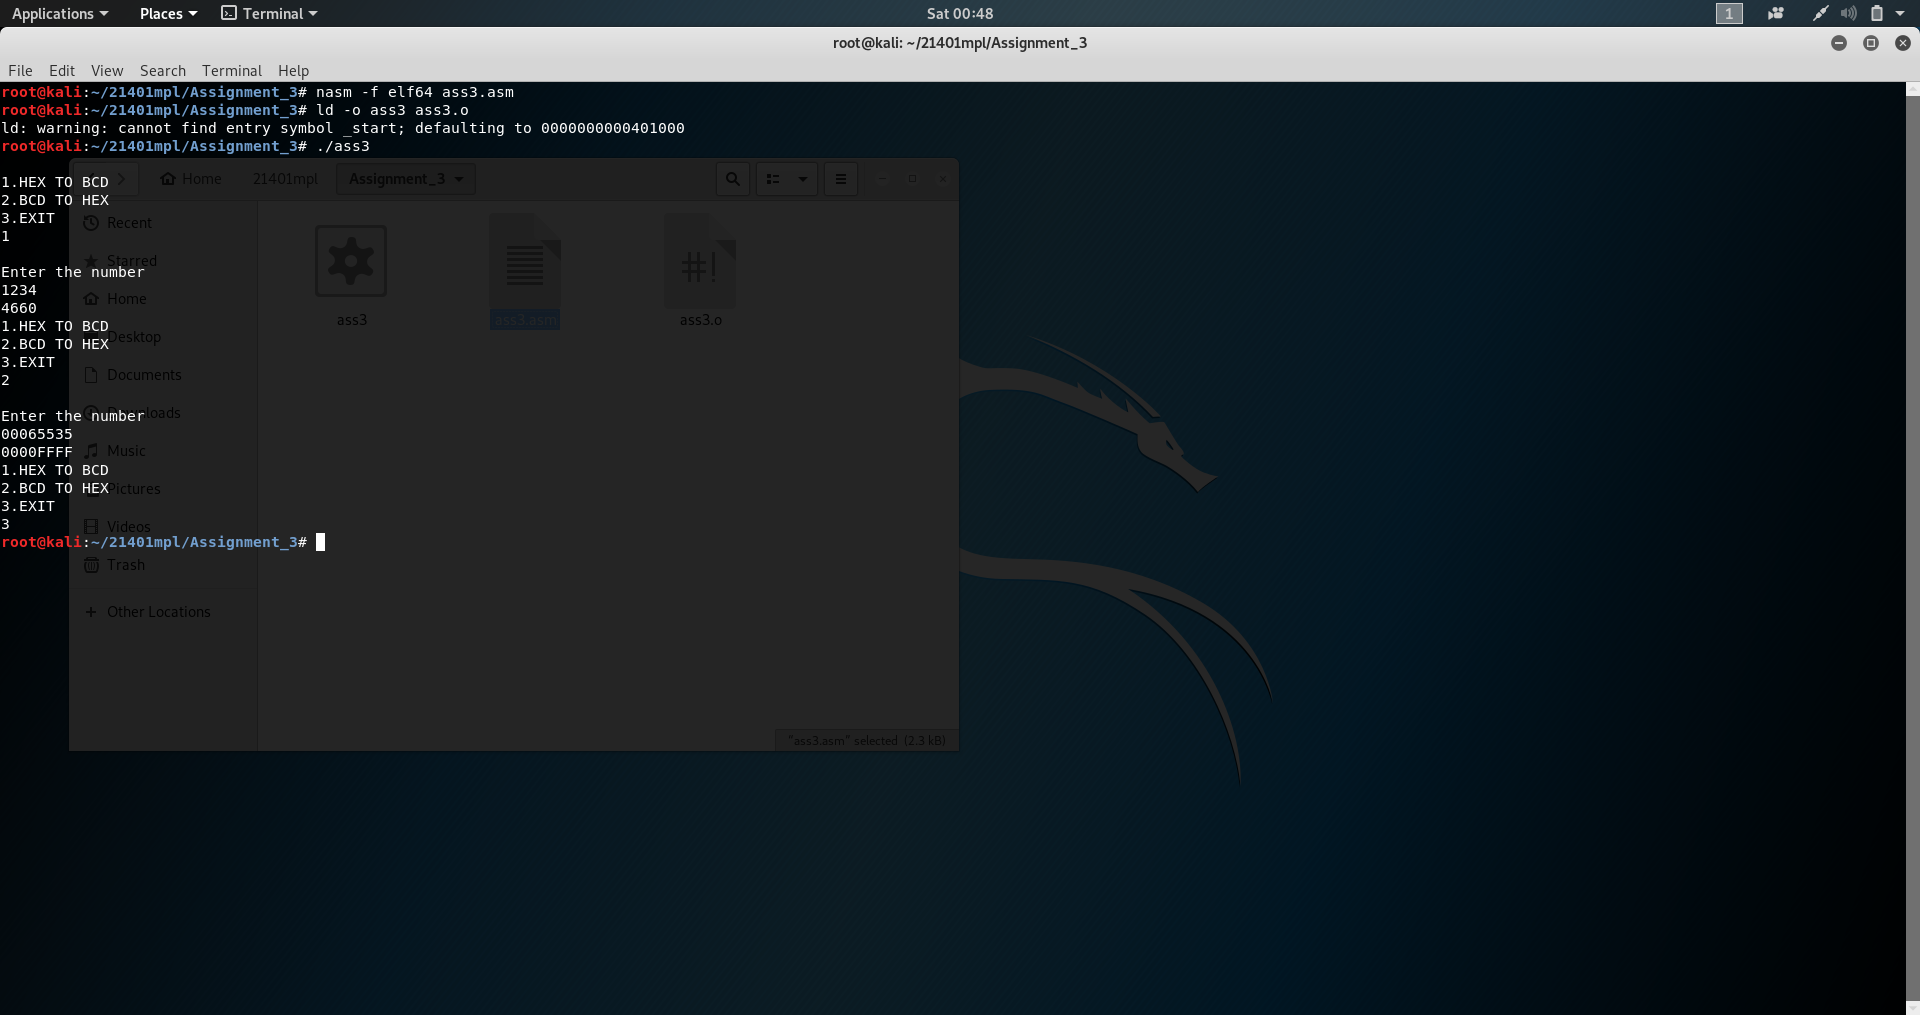 Applications Places Terminal Sat 00:48 1
root@kali: ~/21401mpl/Assignment_3
File Edit View Search Terminal Help
root@kali:~/21401mpl/Assignment_3# nasm -f elf64 ass3.asm
root@kali:~/21401mpl/Assignment_3# ld -o ass3 ass3.o
ld: warning: cannot find entry symbol _start; defaulting to 0000000000401000
root@kali:~/21401mpl/Assignment_3# ./ass3
1.HEX TO BCD
2.BCD TO HEX
3.EXIT
1
Enter the number
1234
4660
1.HEX TO BCD
2.BCD TO HEX
3.EXIT
2
Enter the number
00065535
0000FFFF
1.HEX TO BCD
2.BCD TO HEX
3.EXIT
3
root@kali:~/21401mpl/Assignment_3#
Home 21401mpl Assignment_3
Recent
Starred
Home
Desktop
Documents
Downloads
Music
Pictures
Videos
Trash
Other Locations
ass3 ass3.asm ass3.o
#!
"ass3.asm" selected (2.3 kB)